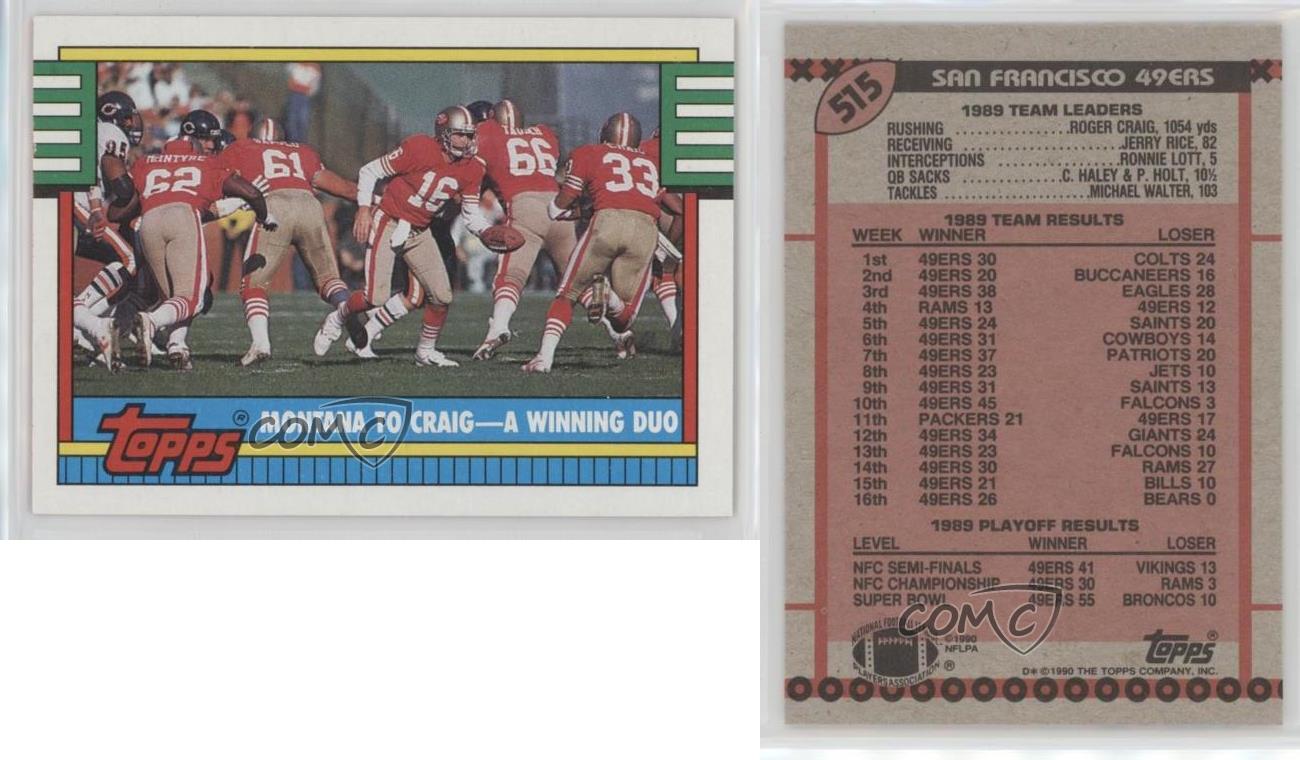 95
McINTYRE
62
61
16
TAUSCH
66
33
topps®
MONTANA TO CRAIG—A WINNING DUO
COMC
515
SAN FRANCISCO 49ERS
1989 TEAM LEADERS
RUSHING .................ROGER CRAIG, 1054 yds
RECEIVING .........................JERRY RICE, 82
INTERCEPTIONS ....................RONNIE LOTT, 5
QB SACKS ...............C. HALEY & P. HOLT, 10½
TACKLES .......................MICHAEL WALTER, 103
1989 TEAM RESULTS
WEEK WINNER LOSER
1st 49ERS 30 COLTS 24
2nd 49ERS 20 BUCCANEERS 16
3rd 49ERS 38 EAGLES 28
4th RAMS 13 49ERS 12
5th 49ERS 24 SAINTS 20
6th 49ERS 31 COWBOYS 14
7th 49ERS 37 PATRIOTS 20
8th 49ERS 23 JETS 10
9th 49ERS 31 SAINTS 13
10th 49ERS 45 FALCONS 3
11th PACKERS 21 49ERS 17
12th 49ERS 34 GIANTS 24
13th 49ERS 23 FALCONS 10
14th 49ERS 30 RAMS 27
15th 49ERS 21 BILLS 10
16th 49ERS 26 BEARS 0
1989 PLAYOFF RESULTS
LEVEL WINNER LOSER
NFC SEMI-FINALS 49ERS 41 VIKINGS 13
NFC CHAMPIONSHIP 49ERS 30 RAMS 3
SUPER BOWL 49ERS 55 BRONCOS 10
COMC
NATIONAL FOOTBALL
PLAYERS ASSOCIATION ®
©1990
NFLPA
topps®
D* ©1990 THE TOPPS COMPANY, INC.